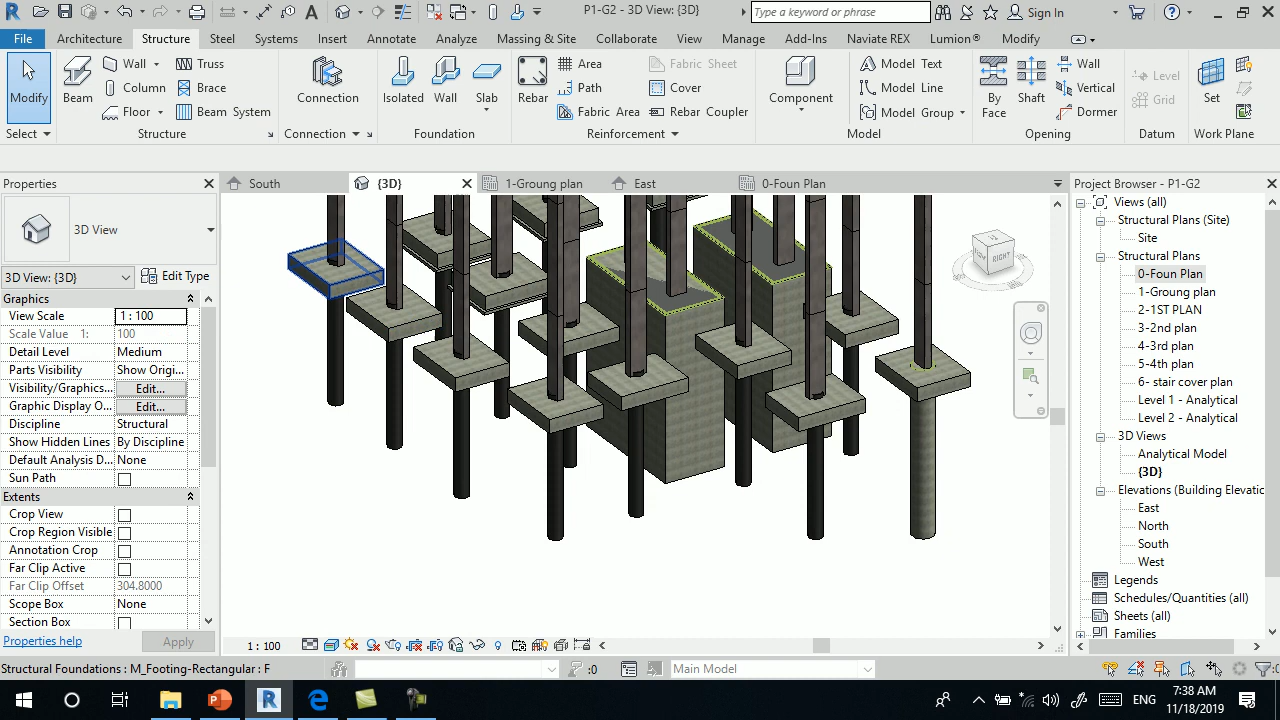 P1-G2 - 3D View: {3D}
Type a keyword or phrase
Sign In
File Architecture Structure Steel Systems Insert Annotate Analyze Massing & Site Collaborate View Manage Add-Ins Naviate REX Lumion® Modify
Modify
Beam
Wall
Column
Floor
Truss
Brace
Beam System
Connection
Isolated
Wall
Slab
Rebar
Area
Path
Fabric Area
Fabric Sheet
Cover
Rebar Coupler
Component
Model Text
Model Line
Model Group
By
Face
Shaft
Wall
Vertical
Dormer
Level
Grid
Set
Select Structure Connection Foundation Reinforcement Model Opening Datum Work Plane
Properties
3D View
3D View: {3D}
Edit Type
Graphics
View Scale 1 : 100
Scale Value 1: 100
Detail Level Medium
Parts Visibility Show Origi...
Visibility/Graphics... Edit...
Graphic Display O... Edit...
Discipline Structural
Show Hidden Lines By Discipline
Default Analysis D... None
Sun Path
Extents
Crop View
Crop Region Visible
Annotation Crop
Far Clip Active
Far Clip Offset 304.8000
Scope Box None
Section Box
Properties help
Apply
South {3D} 1-Groung plan East 0-Foun Plan
RIGHT
1 : 100
Project Browser - P1-G2
Views (all)
Structural Plans (Site)
Site
Structural Plans
0-Foun Plan
1-Groung plan
2-1ST PLAN
3-2nd plan
4-3rd plan
5-4th plan
6- stair cover plan
Level 1 - Analytical
Level 2 - Analytical
3D Views
Analytical Model
{3D}
Elevations (Building Elevatic
East
North
South
West
Legends
Schedules/Quantities (all)
Sheets (all)
Families
Structural Foundations : M_Footing-Rectangular : F
:0
Main Model
:0
ENG
7:38 AM
11/18/2019